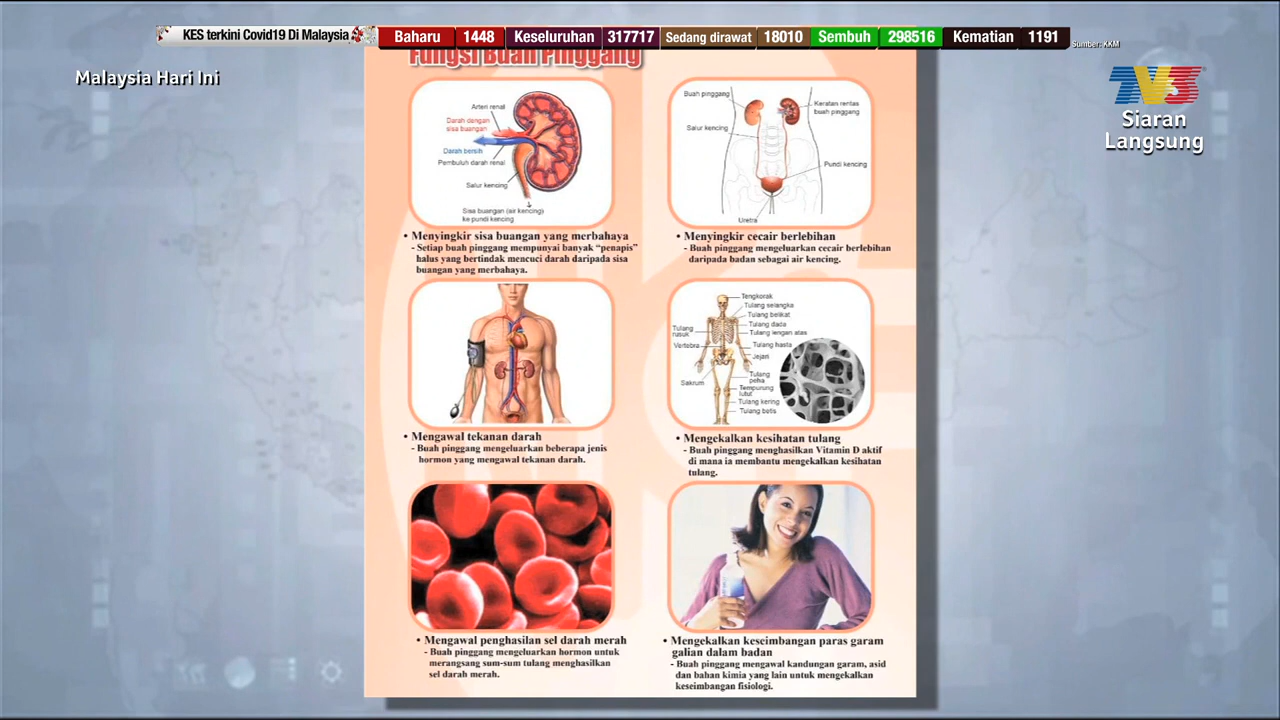 KES terkini Covid19 Di Malaysia Baharu 1448 Keseluruhan 317717 Sedang dirawat 18010 Sembuh 298516 Kematian 1191
Sumber: KKM
Malaysia Hari Ini
TV3
Siaran
Langsung
Fungsi Buah Pinggang
Arteri renal
Darah dengan
sisa buangan
Darah bersih
Pembuluh darah renal
Salur kencing
Sisa buangan (air kencing)
ke pundi kencing
• Menyingkir sisa buangan yang merbahaya
- Setiap buah pinggang mempunyai banyak “penapis”
halus yang bertindak mencuci darah daripada sisa
buangan yang merbahaya.
Buah pinggang
Keratan rentas
buah pinggang
Salur kencing
Pundi kencing
Uretra
• Menyingkir cecair berlebihan
- Buah pinggang mengeluarkan cecair berlebihan
daripada badan sebagai air kencing.
• Mengawal tekanan darah
- Buah pinggang mengeluarkan beberapa jenis
hormon yang mengawal tekanan darah.
Tengkorak
Tulang selangka
Tulang belikat
Tulang dada
Tulang lengan atas
Tulang
rusuk
Vertebra
Tulang hasta
Jejari
Sakrum
Tulang
peha
Tempurung
lutut
Tulang kering
Tulang betis
• Mengekalkan kesihatan tulang
- Buah pinggang menghasilkan Vitamin D aktif
di mana ia membantu mengekalkan kesihatan
tulang.
• Mengawal penghasilan sel darah merah
- Buah pinggang mengeluarkan hormon untuk
merangsang sum-sum tulang menghasilkan
sel darah merah.
• Mengekalkan keseimbangan paras garam
galian dalam badan
- Buah pinggang mengawal kandungan garam, asid
dan bahan kimia yang lain untuk mengekalkan
keseimbangan fisiologi.